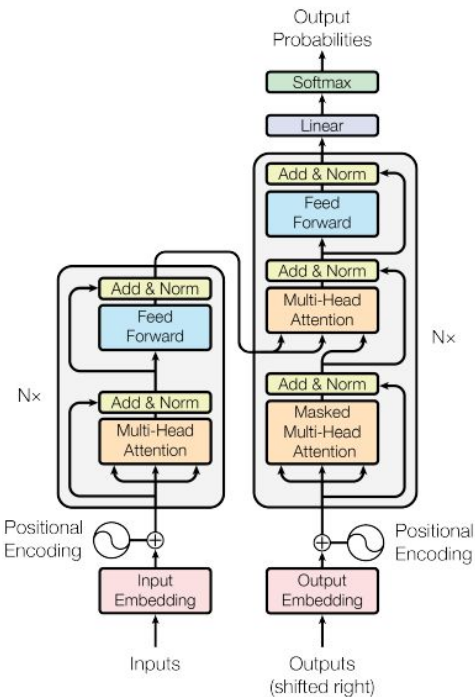 Output
Probabilities
Softmax
Linear
Add & Norm
Feed
Forward
Add & Norm
Multi-Head
Attention
Add & Norm
Masked
Multi-Head
Attention
Nx
Add & Norm
Feed
Forward
Add & Norm
Multi-Head
Attention
Nx
Positional
Encoding
Positional
Encoding
Input
Embedding
Output
Embedding
Inputs
Outputs
(shifted right)